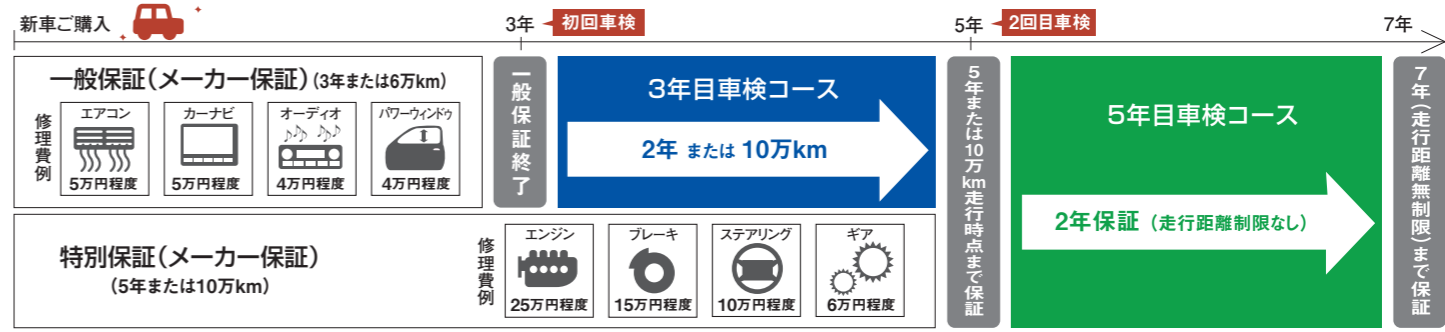 新車ご購入
3年
初回車検
5年
2回目車検
7年
一般保証(メーカー保証)(3年または6万km)
修理費例
エアコン
5万円程度
カーナビ
5万円程度
オーディオ
4万円程度
パワーウィンドゥ
4万円程度
一般保証終了
3年目車検コース
2年 または 10万km
特別保証(メーカー保証)
(5年または10万km)
修理費例
エンジン
25万円程度
ブレーキ
15万円程度
ステアリング
10万円程度
ギア
6万円程度
5年または10万km走行時点まで保証
5年目車検コース
2年保証 (走行距離制限なし)
7年(走行距離無制限)まで保証